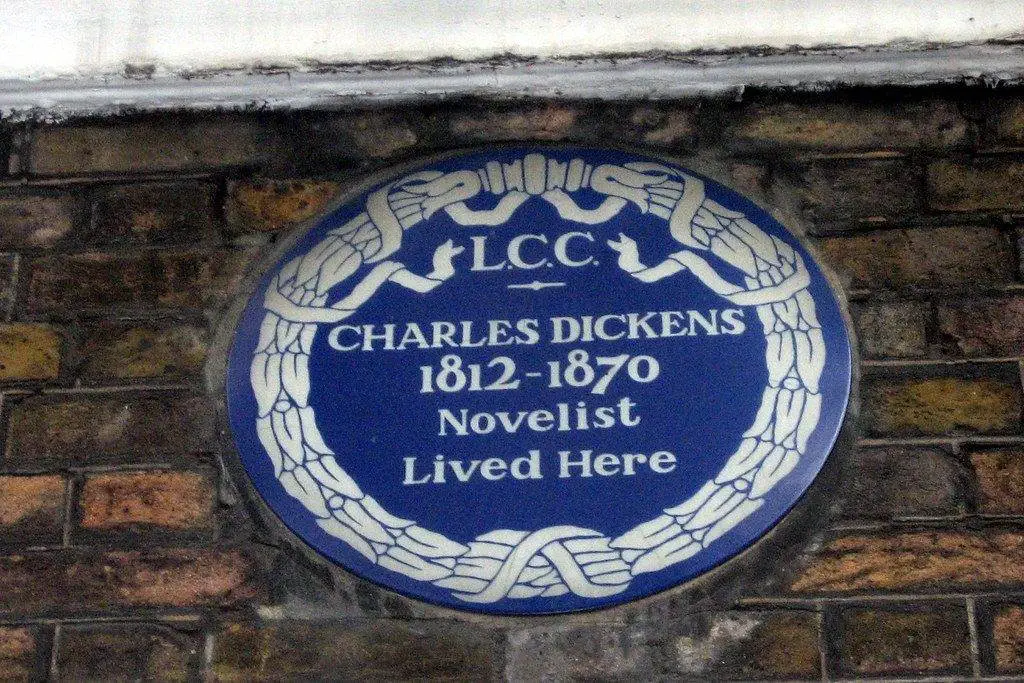 L.C.C.
CHARLES DICKENS
1812-1870
Novelist
Lived Here